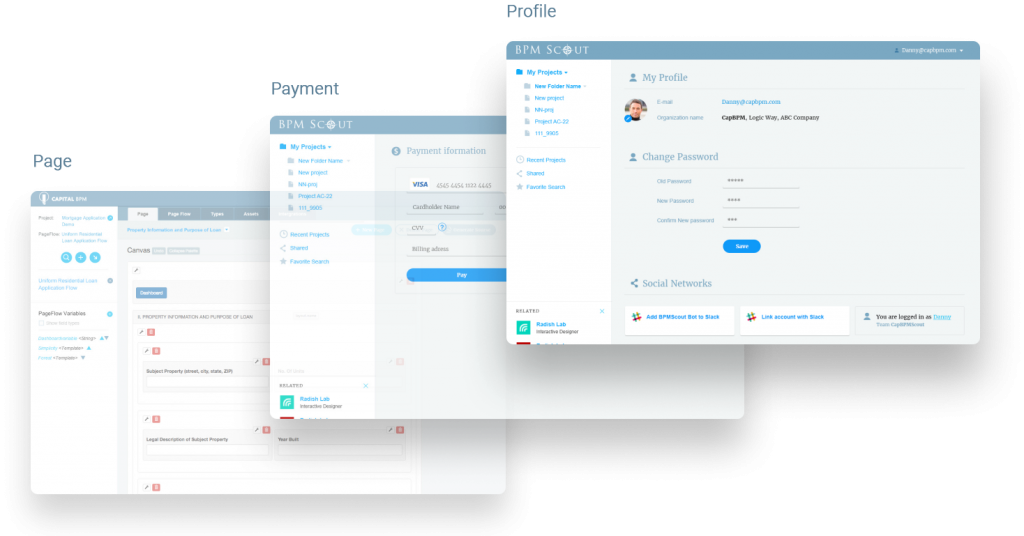 Profile
BPM SCOUT
Danny@capbpm.com
My Projects
New Folder Name
New project
NN-proj
Project AC-22
111_9905
Recent Projects
Shared
Favorite Search
RELATED
Radish Lab
Interactive Designer
My Profile
E-mail
Danny@capbpm.com
Organization name
CapBPM, Logic Way, ABC Company
Change Password
Old Password
*****
New Password
****
Confirm New password
***
Save
Social Networks
Add BPMScout Bot to Slack
Link account with Slack
You are logged in as Danny
Team CapBPMScout
Payment
BPM SCOUT
My Projects
New Folder Name
New project
NN-proj
Project AC-22
111_9905
Recent Projects
Shared
Favorite Search
RELATED
Radish Lab
Interactive Designer
Payment ifformation
VISA
4545 4454 1122 4445
Cardholder Name
CVV
?
Billing adress
Pay
Page
CAPITAL BPM
Project
Mortgage Application
Demo
PageFlow
Uniform Residential
Loan Application Flow
Uniform Residential Loan
Application Flow
PageFlow Variables
<String>
<Template>
<Template>
Page
Page Flow
Types
Assets
Property Information and Purpose of Loan
Canvas
Dashboard
II. PROPERTY INFORMATION AND PURPOSE OF LOAN
Subject Property (street, city, state, ZIP)
Legal Description of Subject Property
Year Built